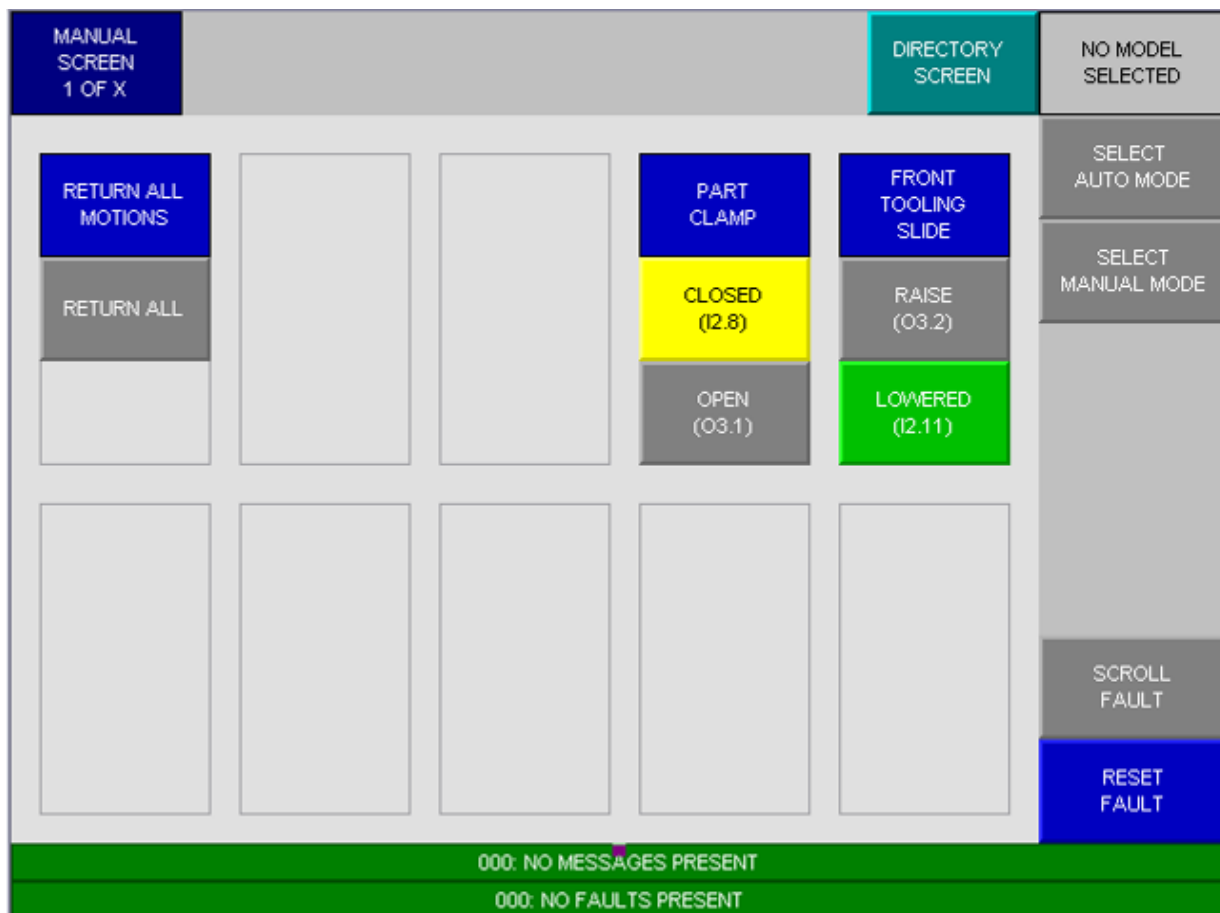 MANUAL
SCREEN
1 OF X
DIRECTORY
SCREEN
NO MODEL
SELECTED
RETURN ALL
MOTIONS
RETURN ALL
PART
CLAMP
CLOSED
(I2.8)
OPEN
(O3.1)
FRONT
TOOLING
SLIDE
RAISE
(O3.2)
LOWERED
(I2.11)
SELECT
AUTO MODE
SELECT
MANUAL MODE
SCROLL
FAULT
RESET
FAULT
000: NO MESSAGES PRESENT
000: NO FAULTS PRESENT